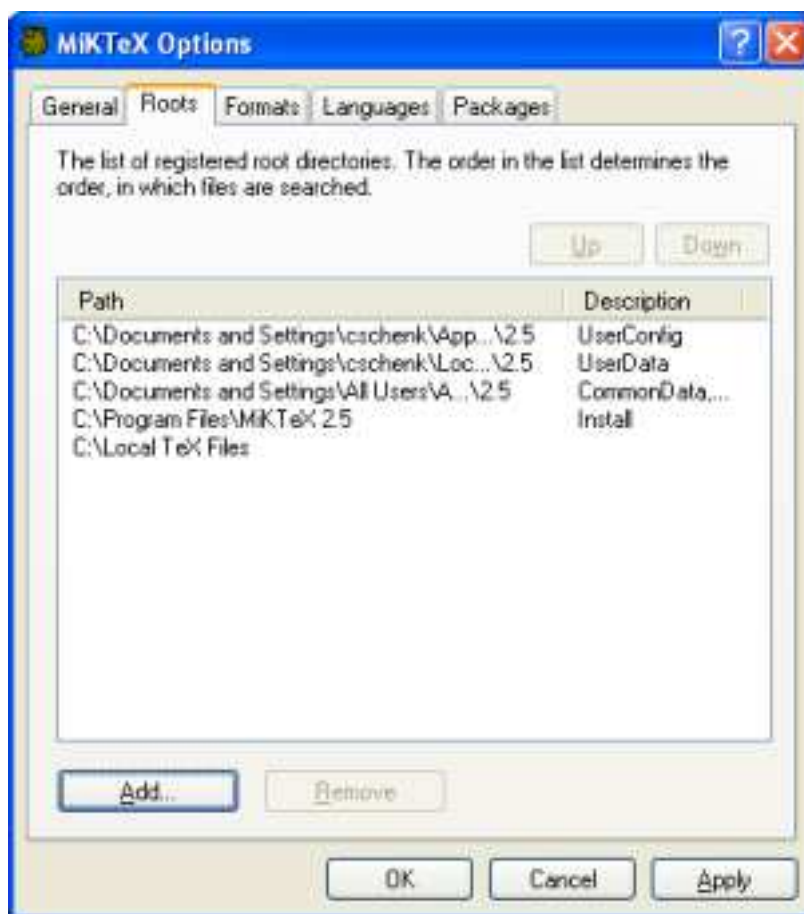 MiKTeX Options
General Roots Formats Languages Packages
The list of registered root directories. The order in the list determines the
order, in which files are searched.
Up Down
Path Description
C:\Documents and Settings\cschenk\App...\2.5 UserConfig
C:\Documents and Settings\cschenk\Loc...\2.5 UserData
C:\Documents and Settings\All Users\A...\2.5 CommonData,...
C:\Program Files\MiKTeX 2.5 Install
C:\Local TeX Files
Add... Remove
OK Cancel Apply